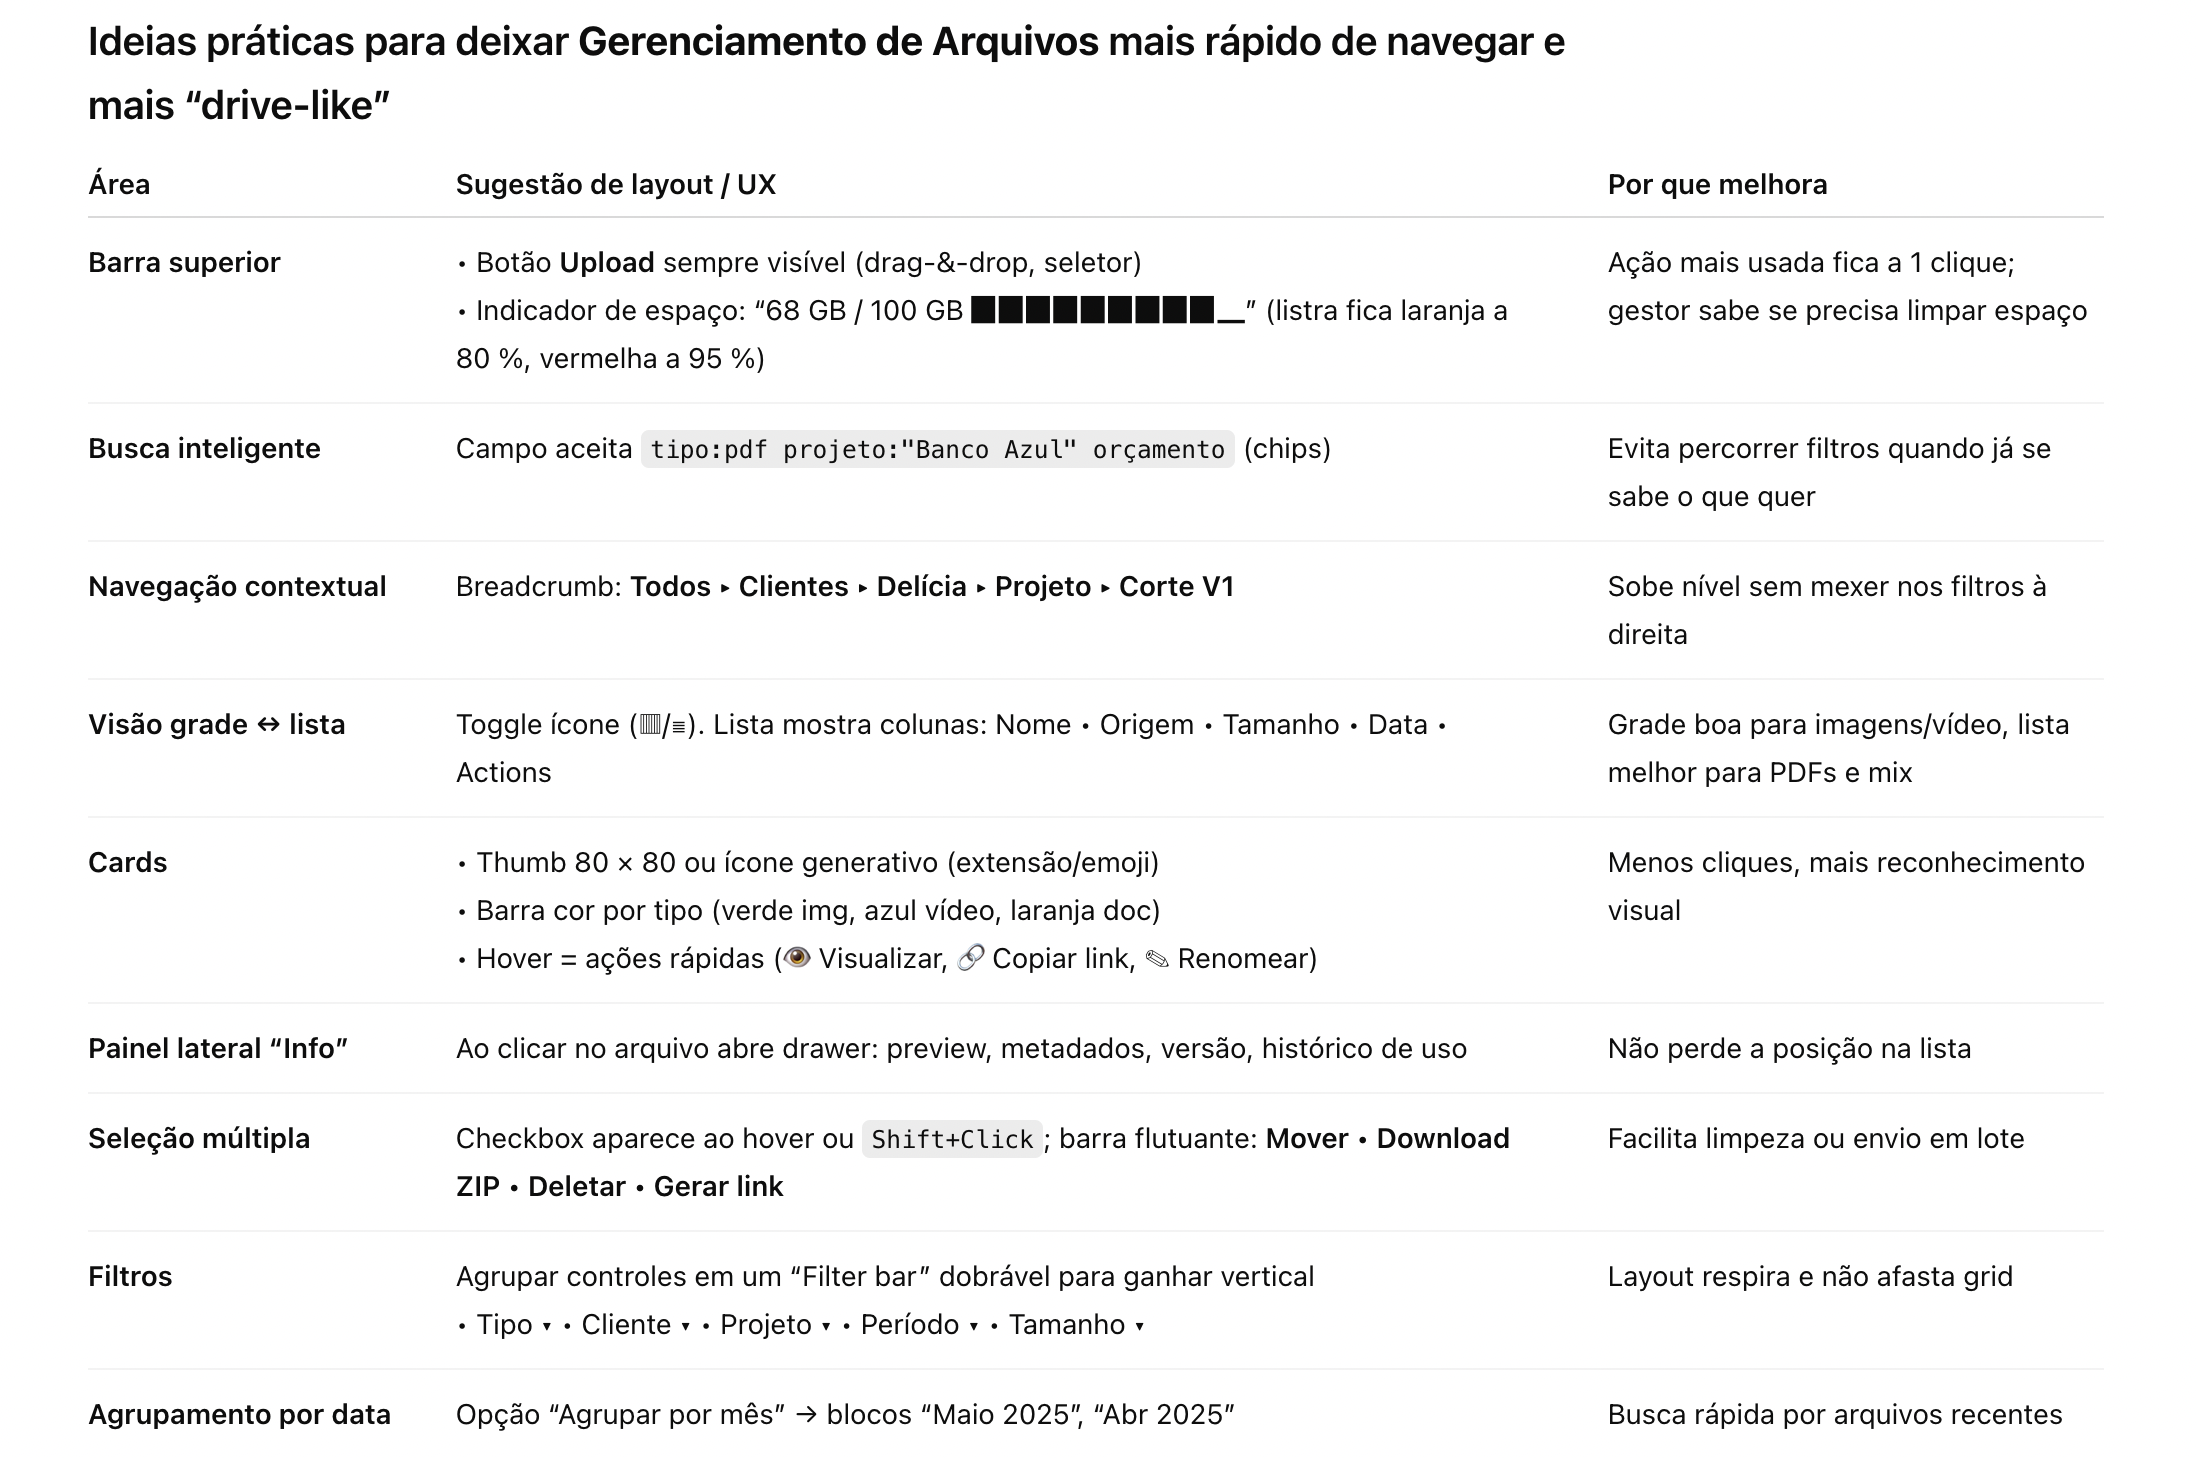 Ideias práticas para deixar Gerenciamento de Arquivos mais rápido de navegar e
mais “drive-like”
Área Sugestão de layout / UX Por que melhora
Barra superior • Botão Upload sempre visível (drag-&-drop, seletor) Ação mais usada fica a 1 clique;
• Indicador de espaço: “68 GB / 100 GB ■■■■■■■■■_” (listra fica laranja a gestor sabe se precisa limpar espaço
80 %, vermelha a 95 %)
Busca inteligente Campo aceita tipo:pdf projeto:"Banco Azul" orçamento (chips) Evita percorrer filtros quando já se
sabe o que quer
Navegação contextual Breadcrumb: Todos ▸ Clientes ▸ Delícia ▸ Projeto ▸ Corte V1 Sobe nível sem mexer nos filtros à
direita
Visão grade ↔ lista Toggle ícone (▥/≣). Lista mostra colunas: Nome • Origem • Tamanho • Data • Grade boa para imagens/vídeo, lista
Actions melhor para PDFs e mix
Cards • Thumb 80 × 80 ou ícone generativo (extensão/emoji) Menos cliques, mais reconhecimento
• Barra cor por tipo (verde img, azul vídeo, laranja doc) visual
• Hover = ações rápidas (👁️ Visualizar, 🔗 Copiar link, ✎ Renomear)
Painel lateral “Info” Ao clicar no arquivo abre drawer: preview, metadados, versão, histórico de uso Não perde a posição na lista
Seleção múltipla Checkbox aparece ao hover ou Shift+Click; barra flutuante: Mover • Download Facilita limpeza ou envio em lote
ZIP • Deletar • Gerar link
Filtros Agrupar controles em um “Filter bar” dobrável para ganhar vertical Layout respira e não afasta grid
• Tipo ▾ • Cliente ▾ • Projeto ▾ • Período ▾ • Tamanho ▾
Agrupamento por data Opção “Agrupar por mês” → blocos “Maio 2025”, “Abr 2025” Busca rápida por arquivos recentes